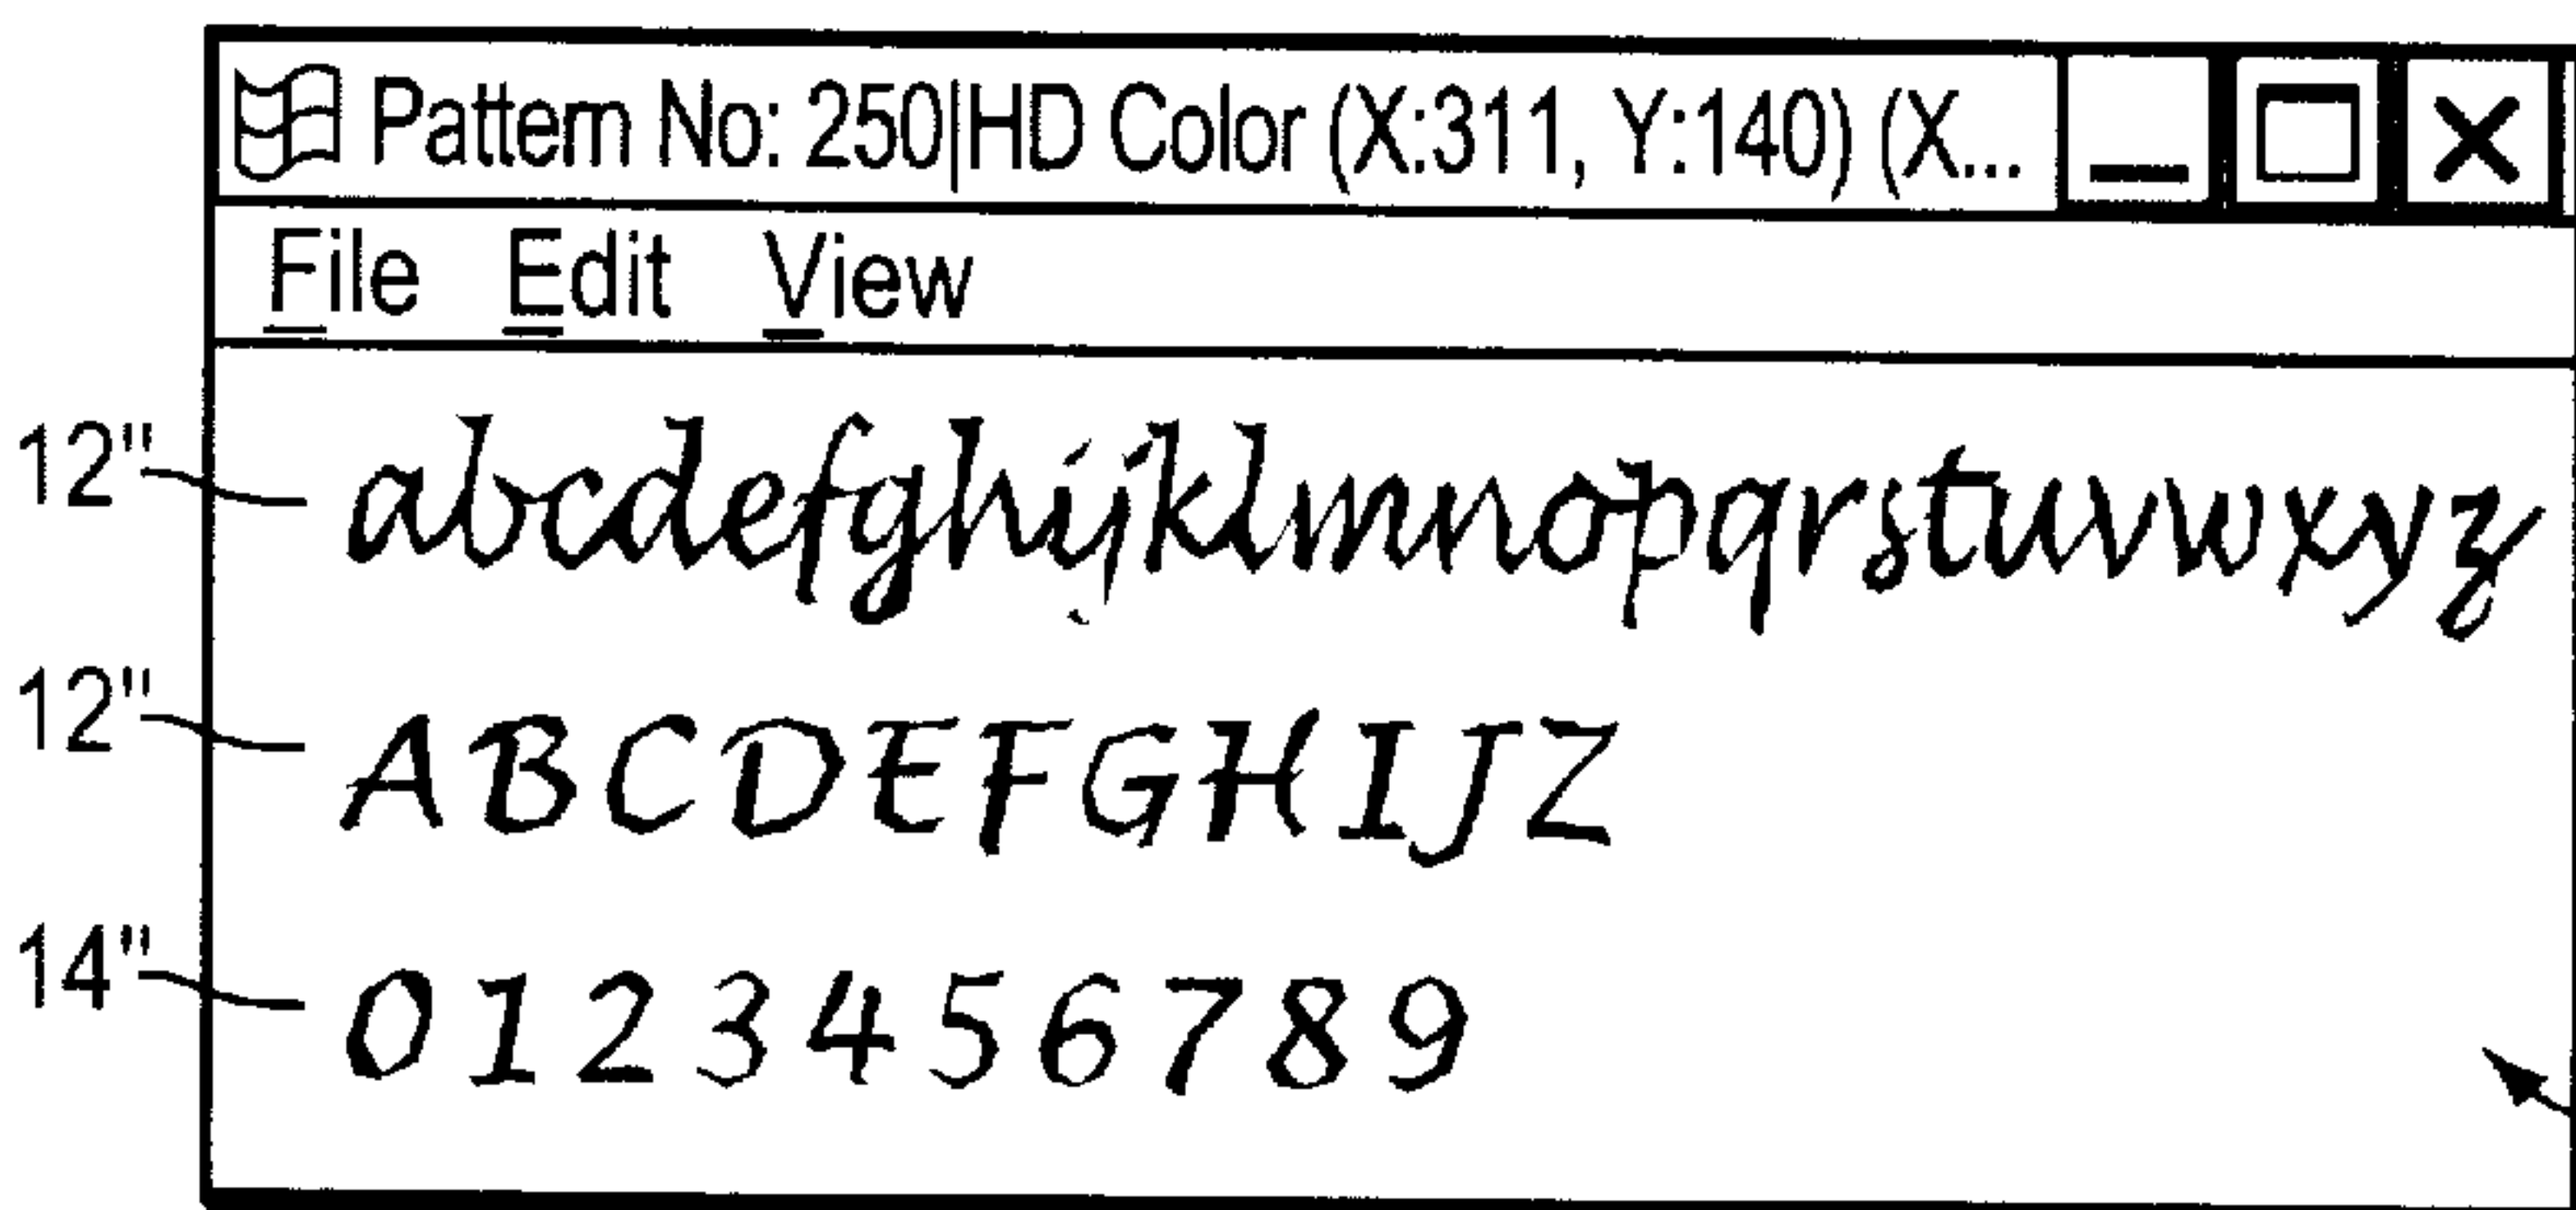 Pattern No: 250|HD Color (X:311, Y:140) (X...
File Edit View
12" abcdefghijklmnopqrstuvwxyz
12" ABCDEFGHIJZ
14" 0123456789